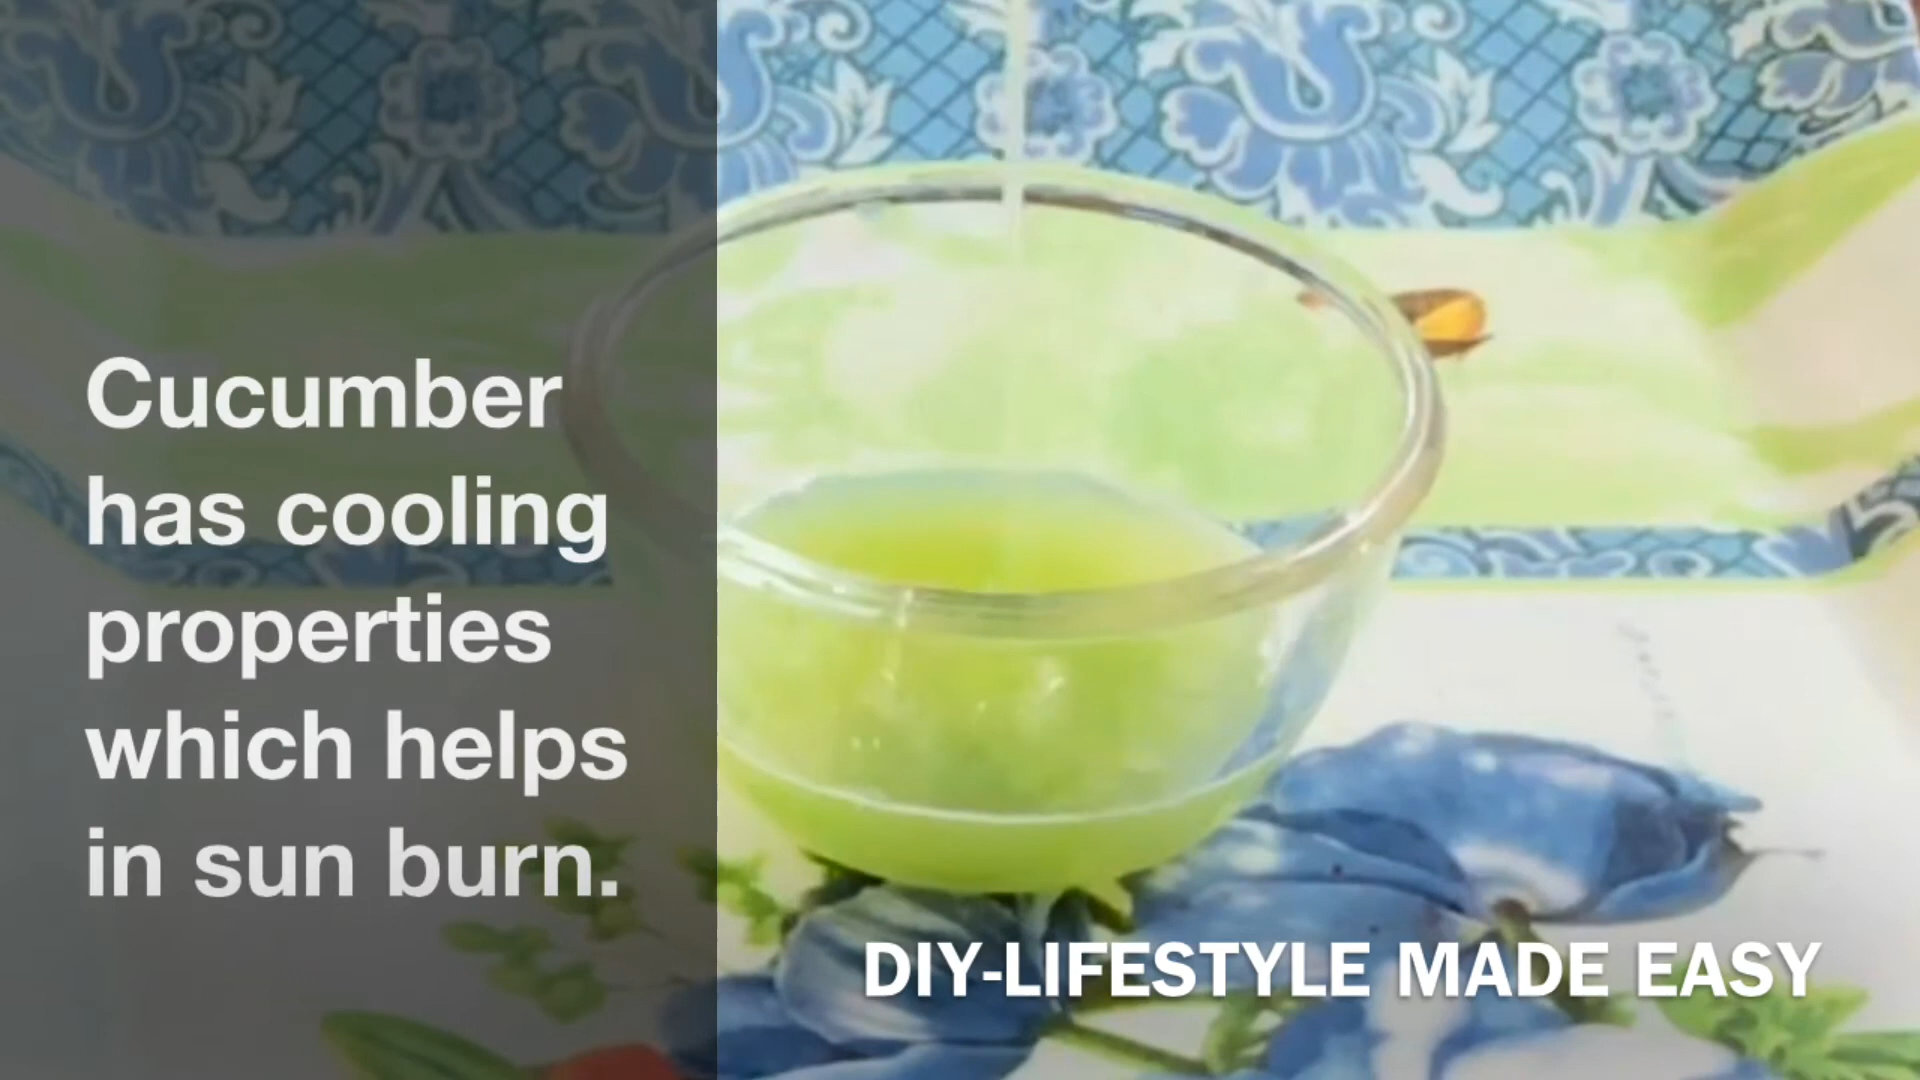 Cucumber
has cooling
properties
which helps
in sun burn.
DIY-LIFESTYLE MADE EASY